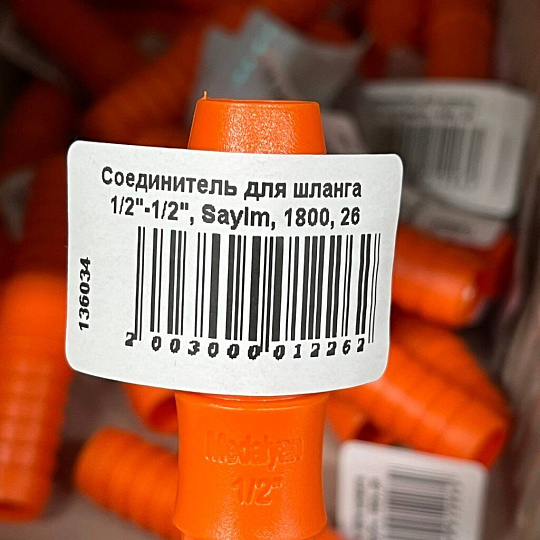 Соединитель для шланга
1/2"-1/2", Saylm, 1800, 26
136034
2 003000 012262
1/2"